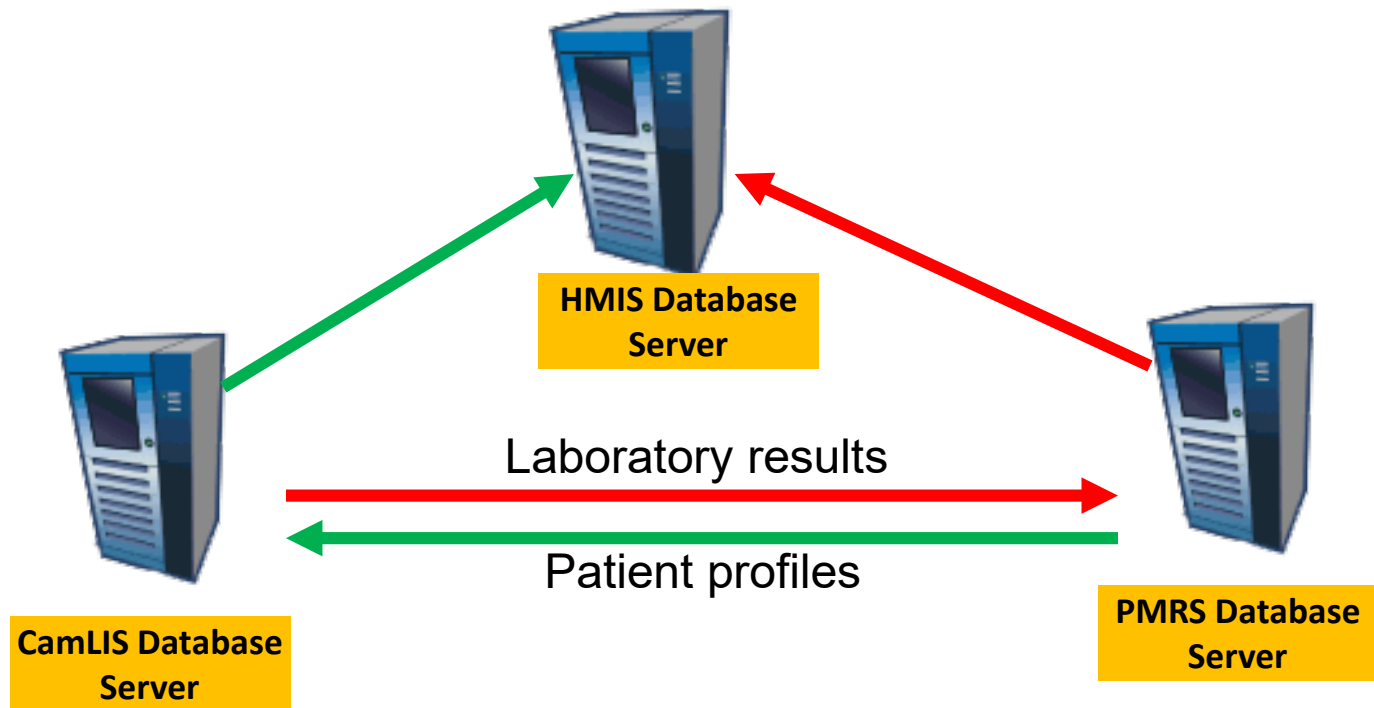 HMIS Database
Server
Laboratory results
Patient profiles
CamLIS Database
Server
PMRS Database
Server